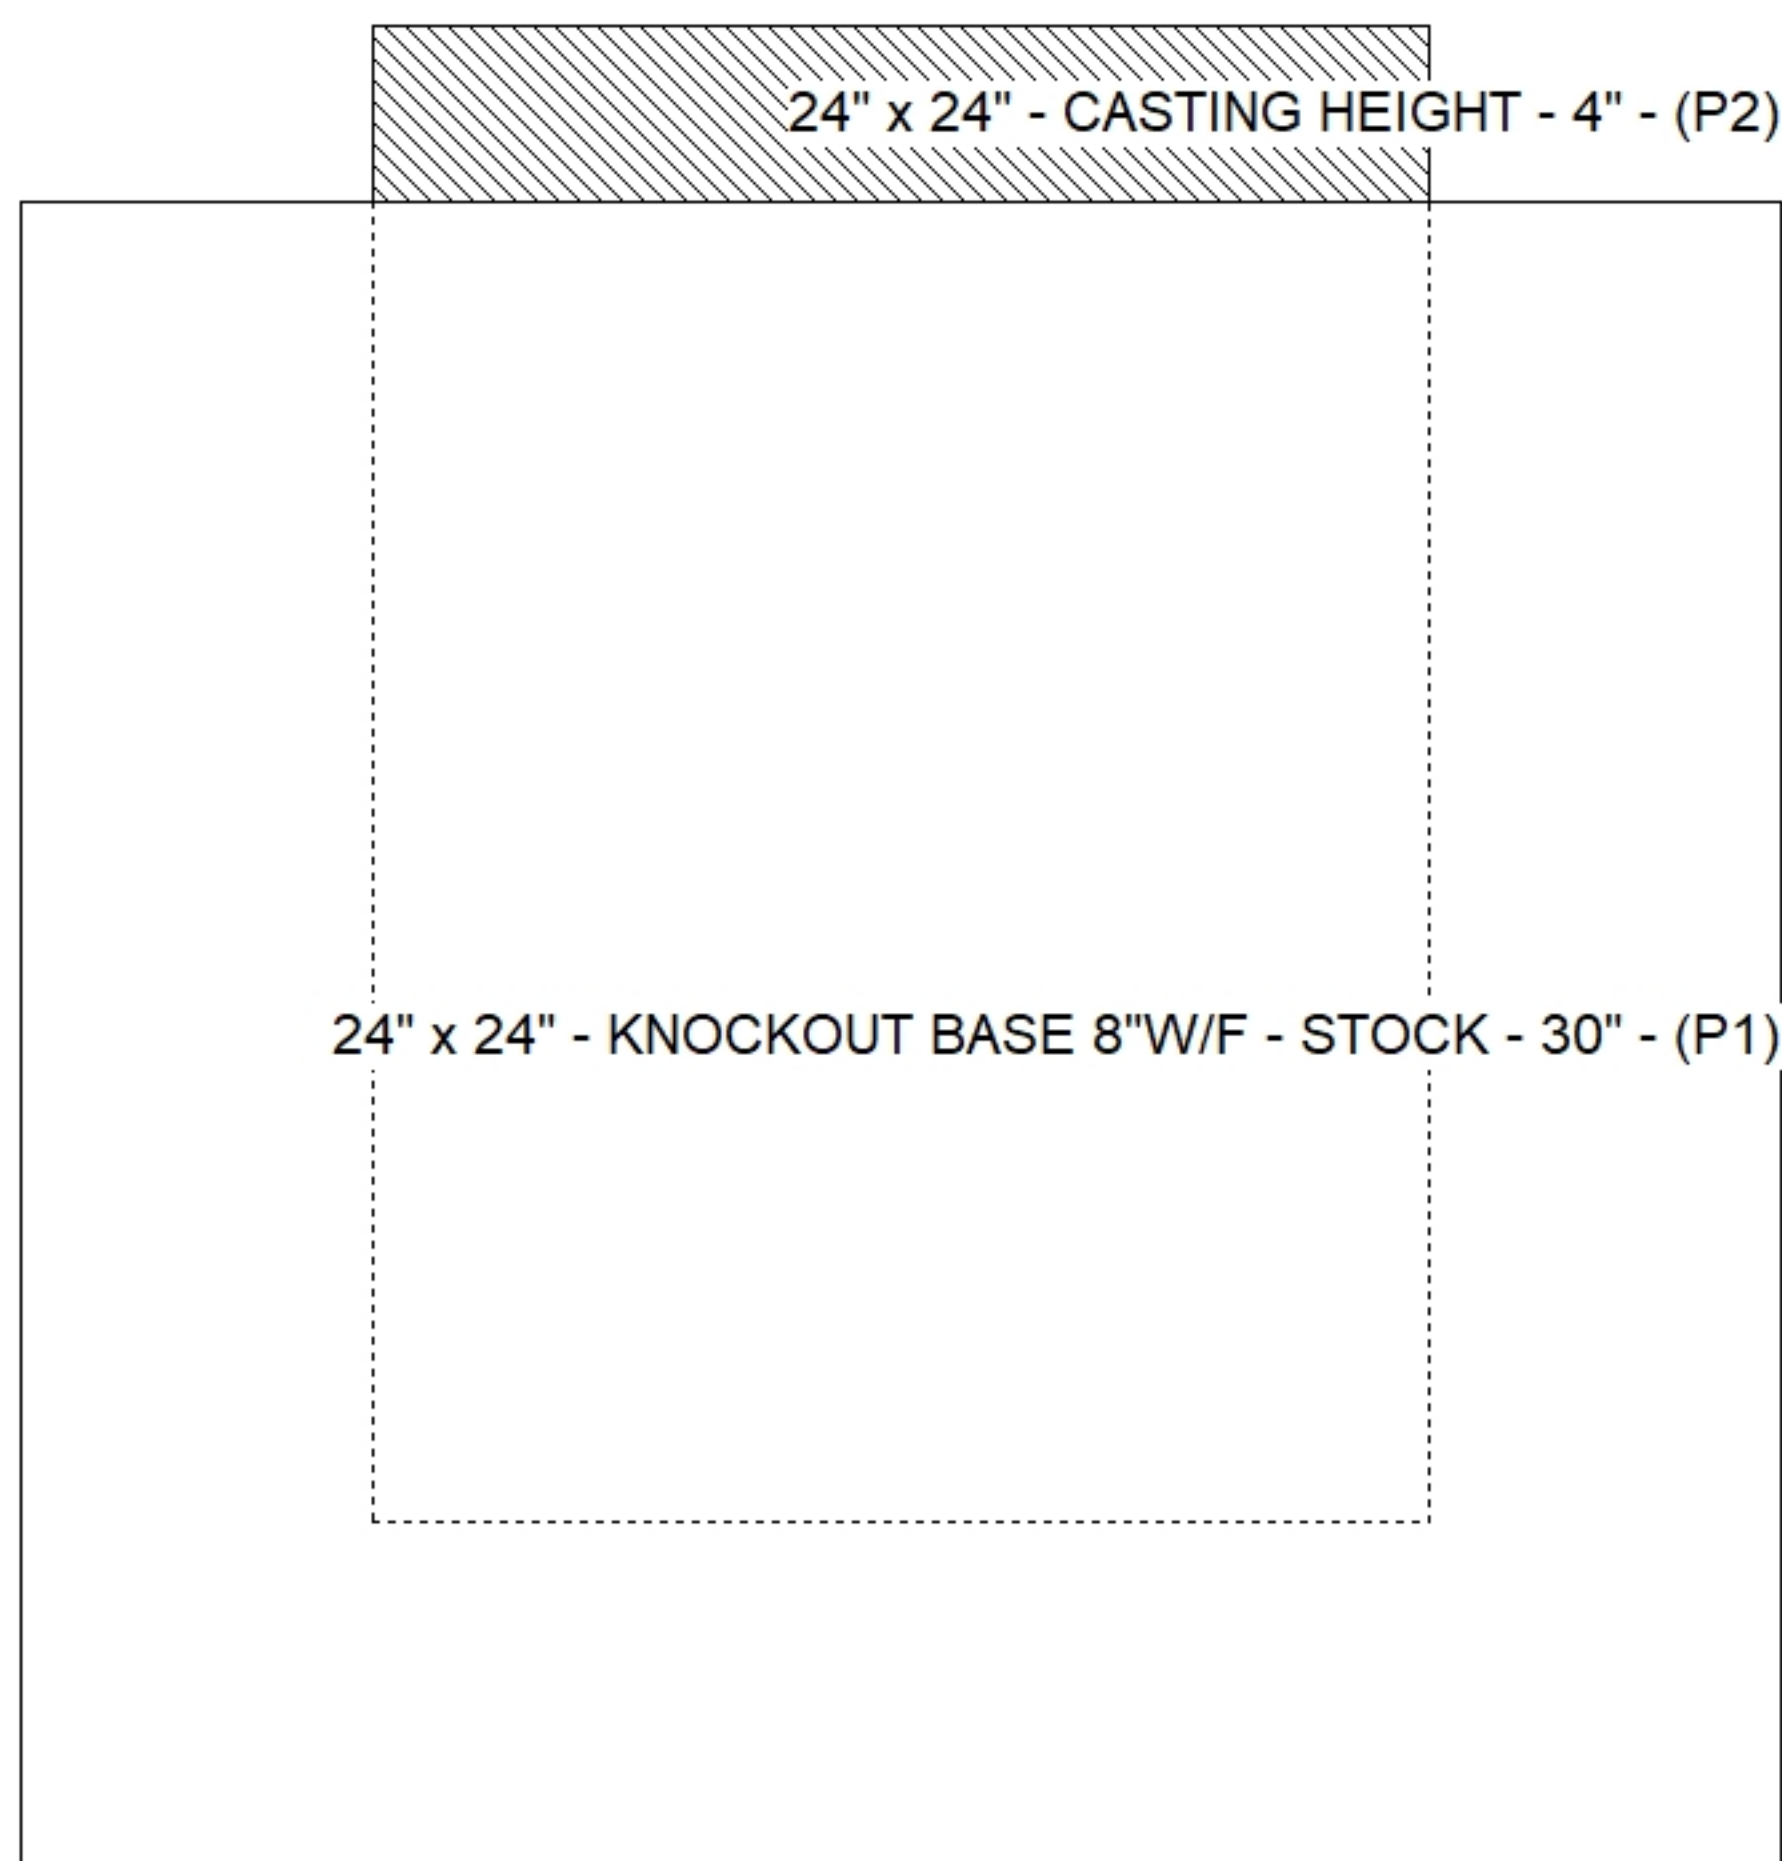 24" x 24" - CASTING HEIGHT - 4" - (P2)
24" x 24" - KNOCKOUT BASE 8"W/F - STOCK - 30" - (P1)